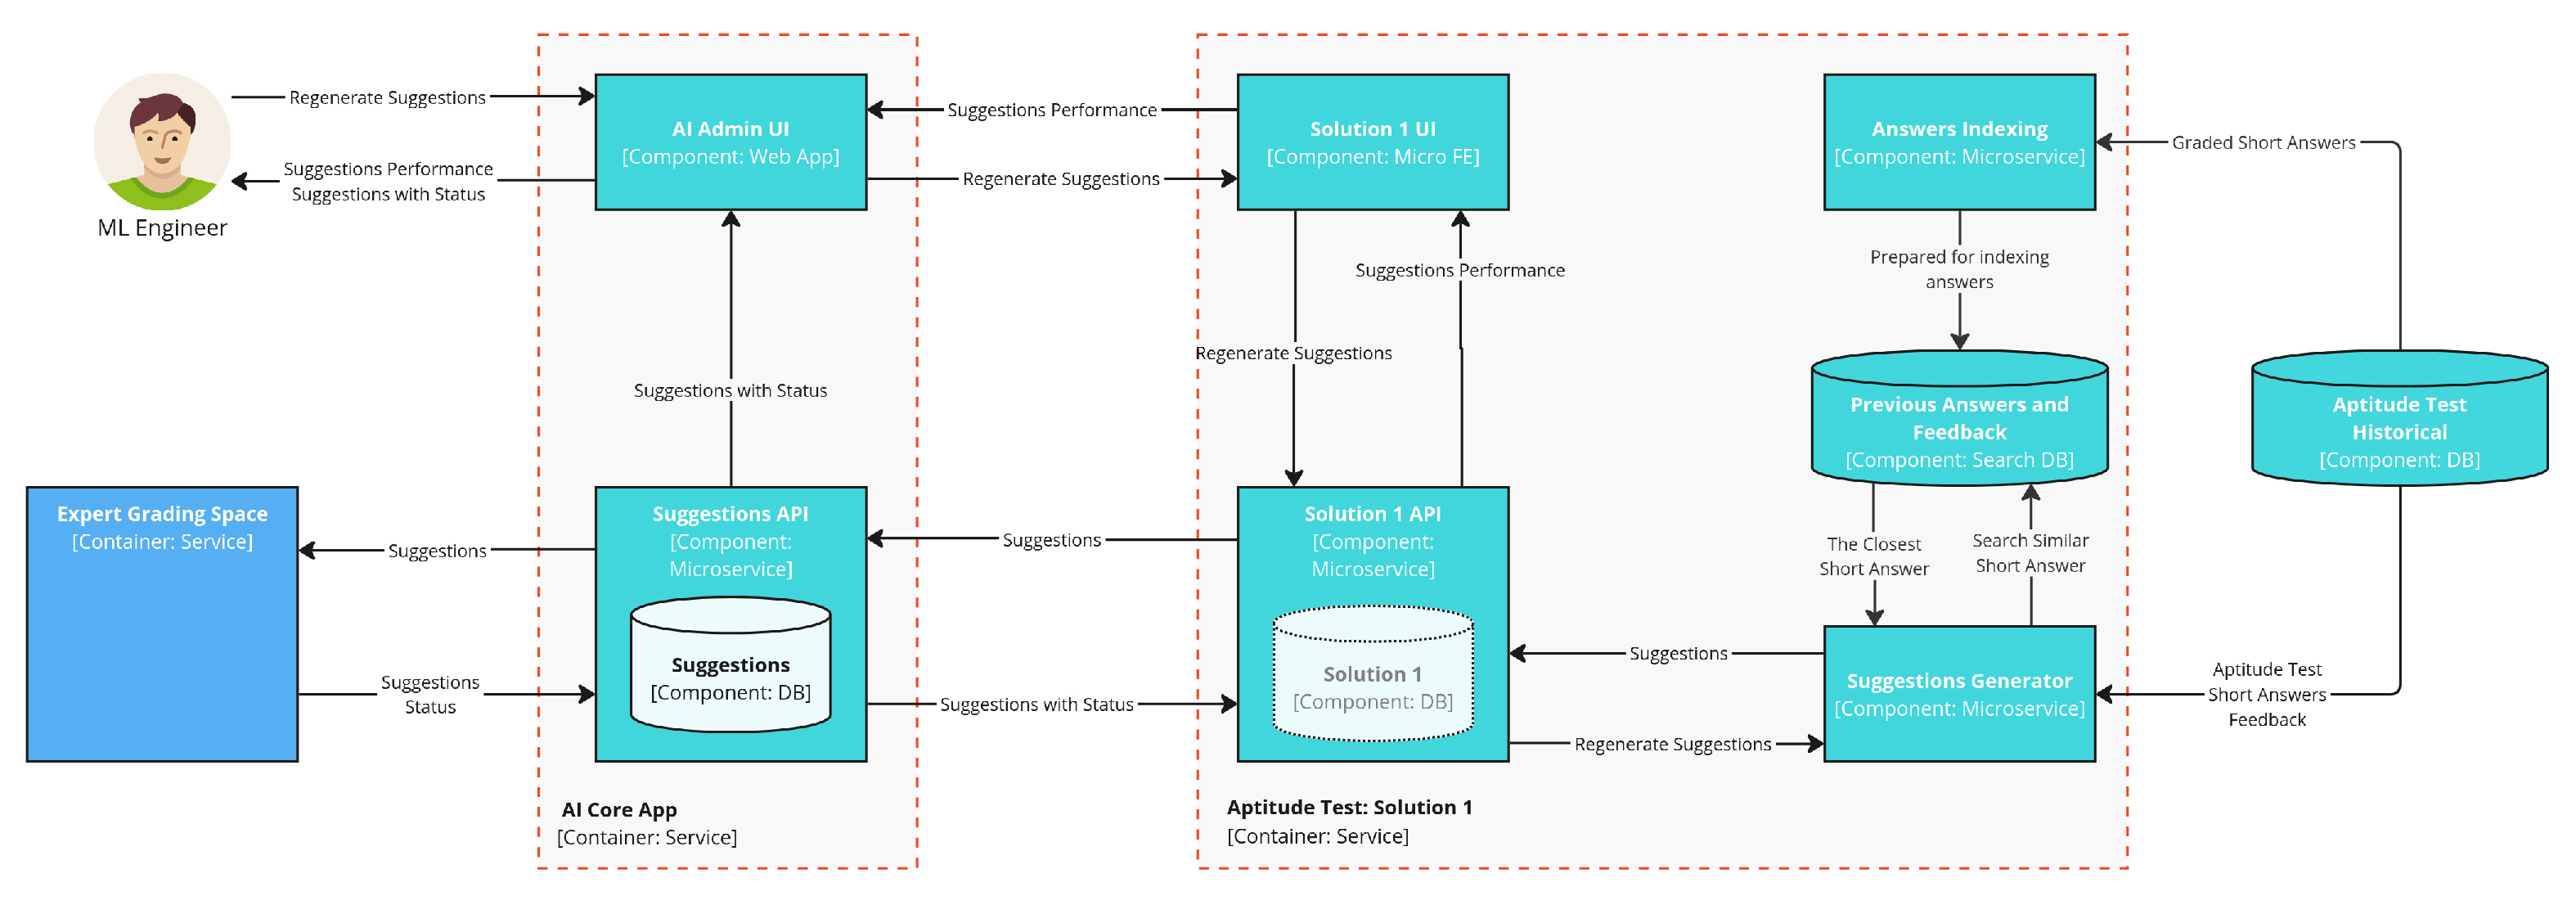 Regenerate Suggestions
Suggestions Performance
Suggestions with Status
ML Engineer
AI Admin UI
[Component: Web App]
Suggestions Performance
Regenerate Suggestions
Solution 1 UI
[Component: Micro FE]
Answers Indexing
[Component: Microservice]
Graded Short Answers
Suggestions with Status
Regenerate Suggestions
Suggestions Performance
Prepared for indexing
answers
Previous Answers and
Feedback
[Component: Search DB]
Aptitude Test
Historical
[Component: DB]
Expert Grading Space
[Container: Service]
Suggestions
Suggestions
Status
Suggestions API
[Component:
Microservice]
Suggestions
[Component: DB]
Suggestions
Suggestions with Status
Solution 1 API
[Component:
Microservice]
Solution 1
[Component: DB]
The Closest
Short Answer
Search Similar
Short Answer
Suggestions
Regenerate Suggestions
Suggestions Generator
[Component: Microservice]
Aptitude Test
Short Answers
Feedback
AI Core App
[Container: Service]
Aptitude Test: Solution 1
[Container: Service]